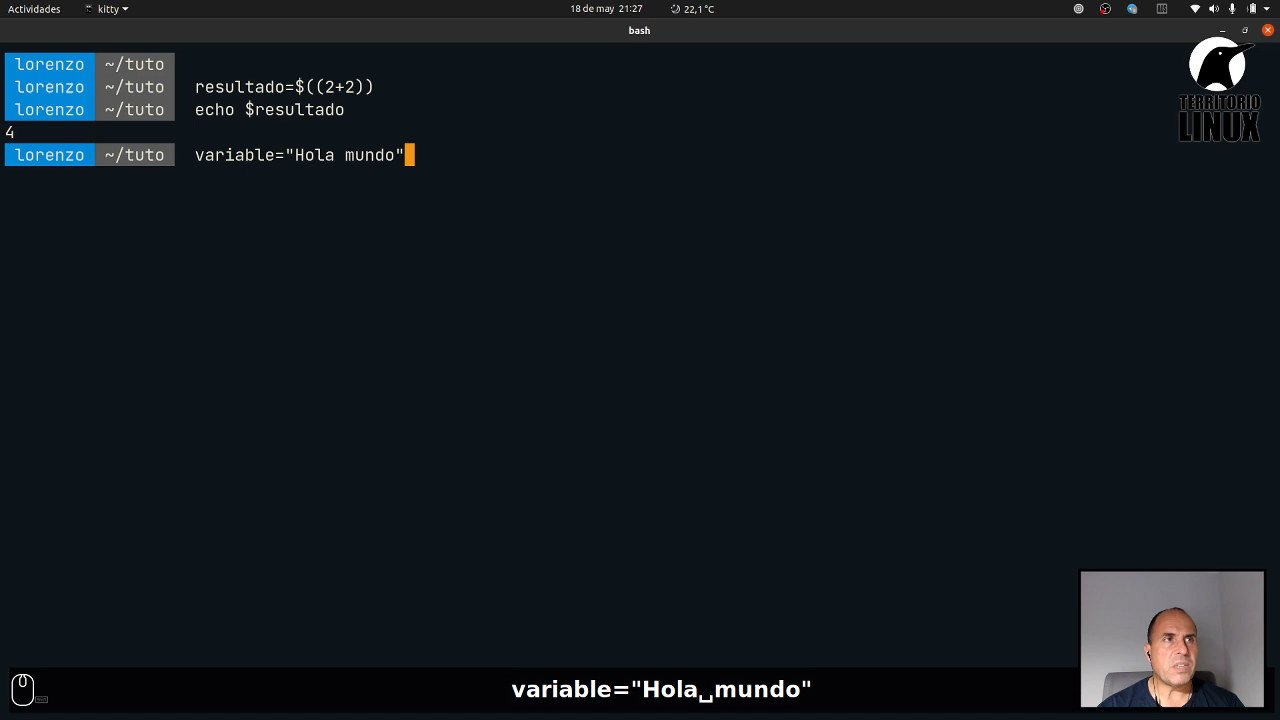 Actividades kitty 18 de may 21:27 22,1 °C
bash
lorenzo ~/tuto
lorenzo ~/tuto resultado=$((2+2))
lorenzo ~/tuto echo $resultado
4
lorenzo ~/tuto variable="Hola mundo"
TERRITORIO
LINUX
variable="Hola␣mundo"